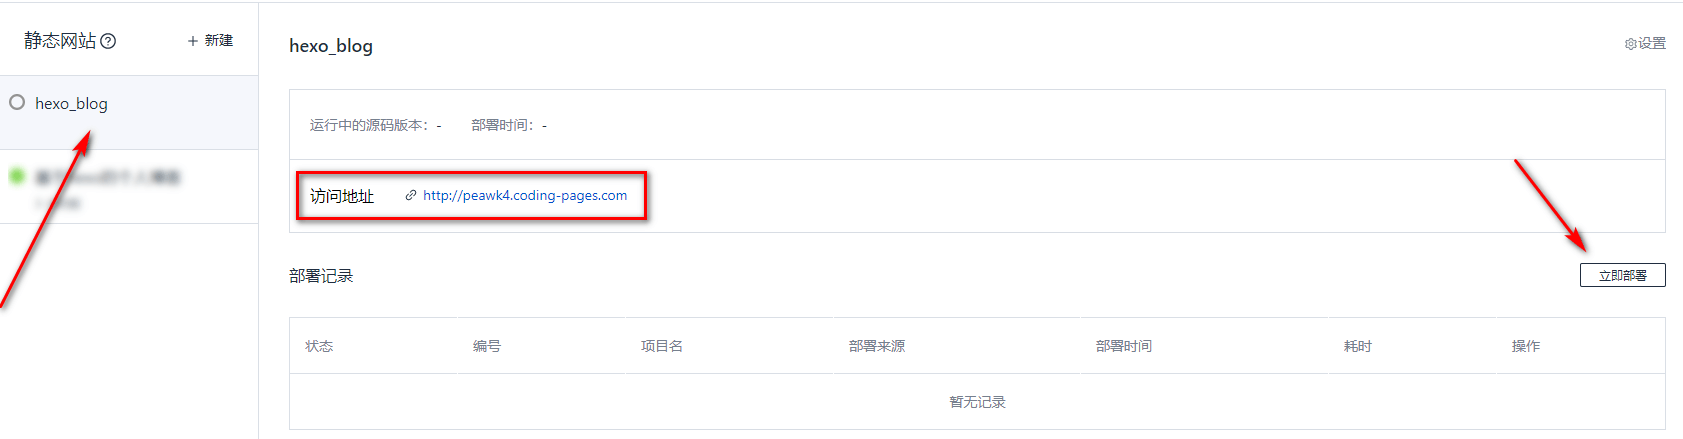 静态网站 + 新建
hexo_blog
hexo_blog
设置
运行中的源码版本：- 部署时间：-
访问地址 http://peawk4.coding-pages.com
部署记录
立即部署
状态 编号 项目名 部署来源 部署时间 耗时 操作
暂无记录